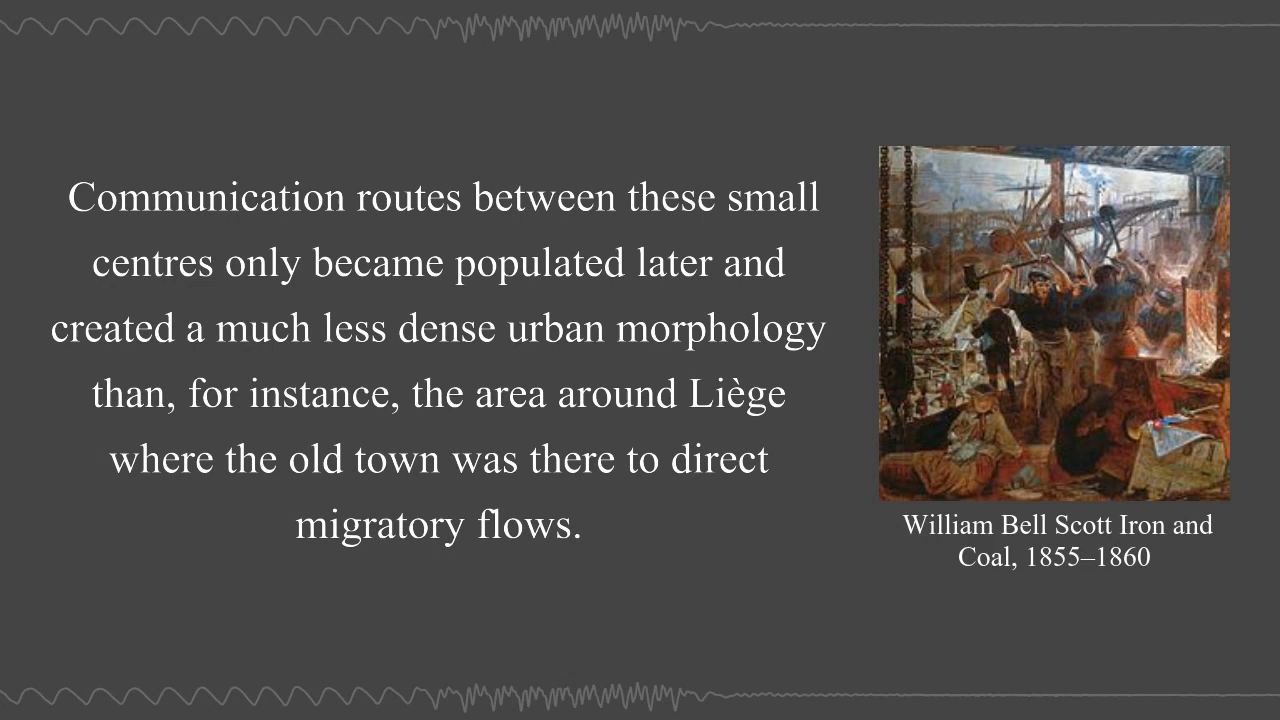 Communication routes between these small
centres only became populated later and
created a much less dense urban morphology
than, for instance, the area around Liège
where the old town was there to direct
migratory flows.
William Bell Scott Iron and
Coal, 1855–1860